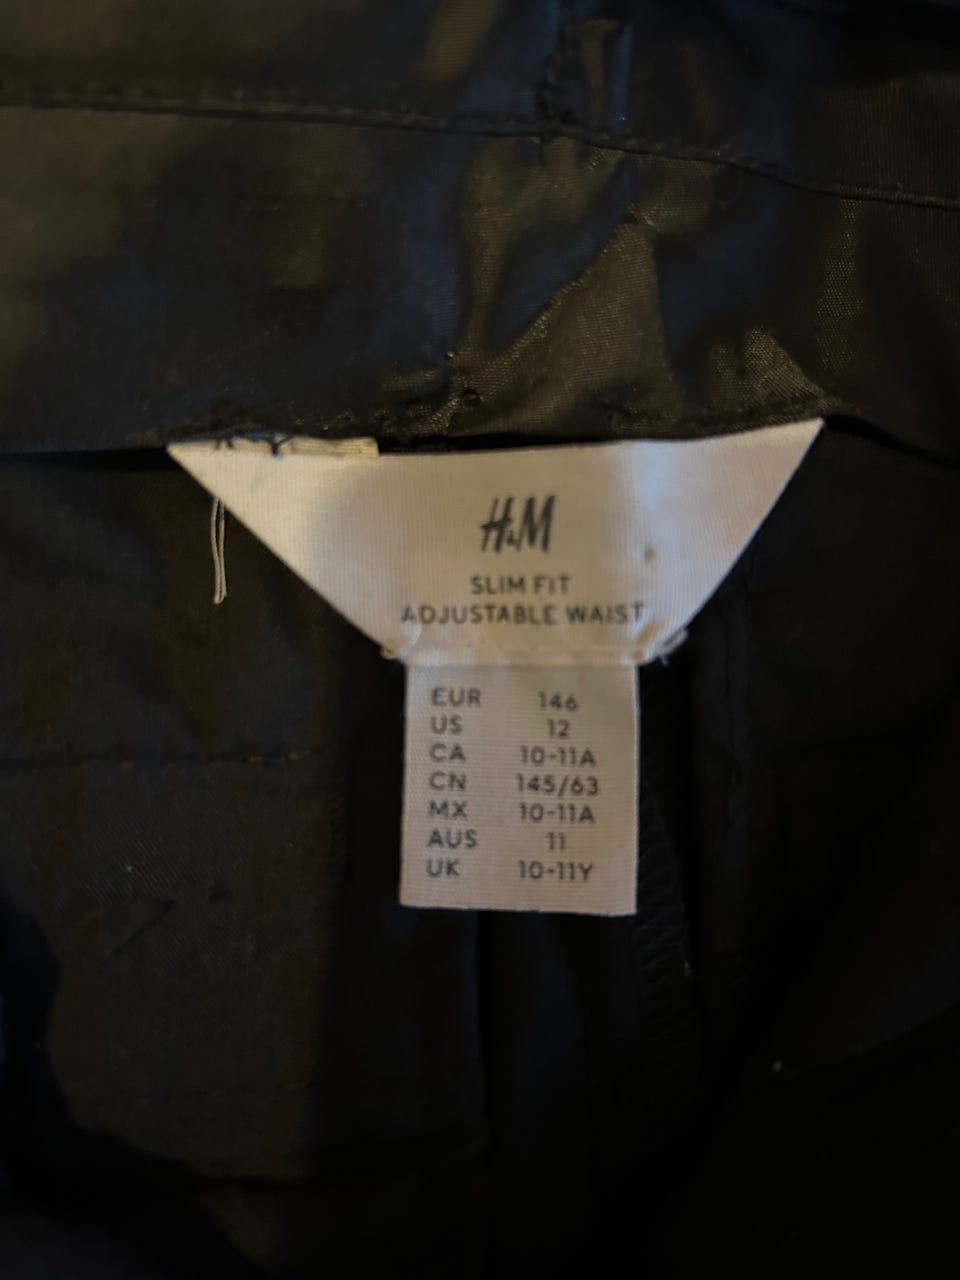 H&M
SLIM FIT
ADJUSTABLE WAIST
EUR 146
US 12
CA 10-11A
CN 145/63
MX 10-11A
AUS 11
UK 10-11Y